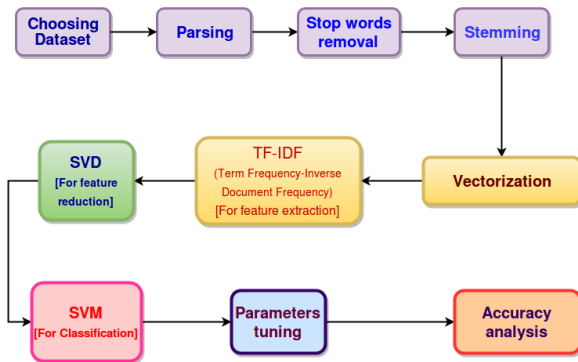 Choosing
Dataset
Parsing
Stop words
removal
Stemming
Vectorization
TF-IDF
(Term Frequency-Inverse
Document Frequency)
[For feature extraction]
SVD
[For feature
reduction]
SVM
[For Classification]
Parameters
tuning
Accuracy
analysis